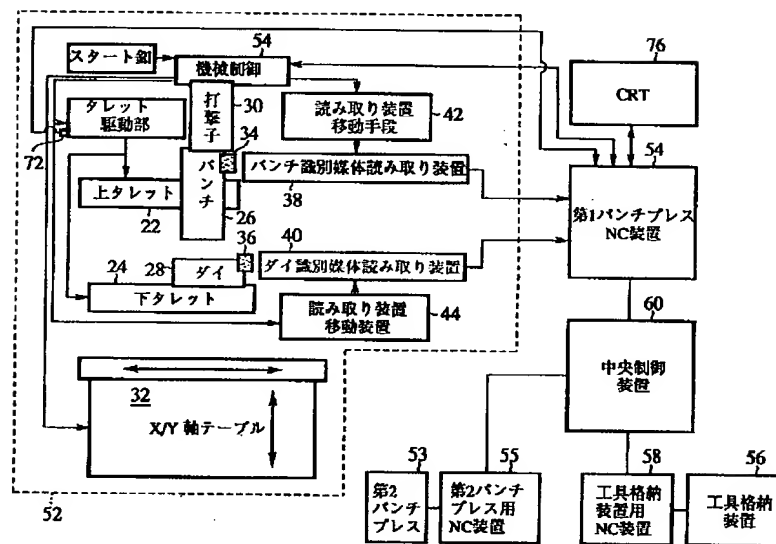 スタート釦
54
機械制御
76
CRT
タレット
駆動部
72
打撃子
30
34
読み取り装置
移動手段
42
パンチ識別媒体読み取り装置
38
パンチ
26
上タレット
22
54
第1パンチプレス
NC装置
36
40
ダイ識別媒体読み取り装置
24
28
ダイ
下タレット
読み取り装置
移動装置
44
60
中央制御
装置
32
X/Y 軸テーブル
52
53
第2
パンチ
プレス
55
第2パンチ
プレス用
NC装置
58
工具格納
装置用
NC装置
56
工具格納
装置